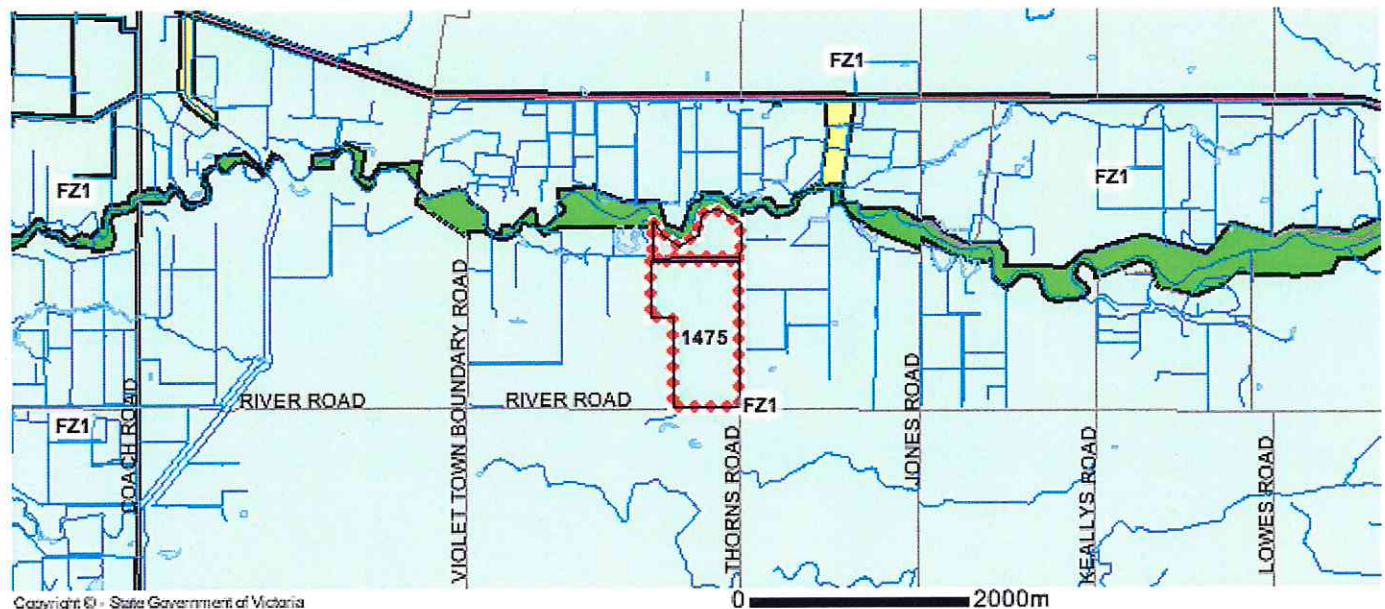 FZ1
FZ1
FZ1
1475
RIVER ROAD
RIVER ROAD
FZ1
FZ1
COACH ROAD
VIOLET TOWN BOUNDARY ROAD
THORNS ROAD
JONES ROAD
KEALLYS ROAD
LOWES ROAD
Copyright © - State Government of Victoria
0 2000m